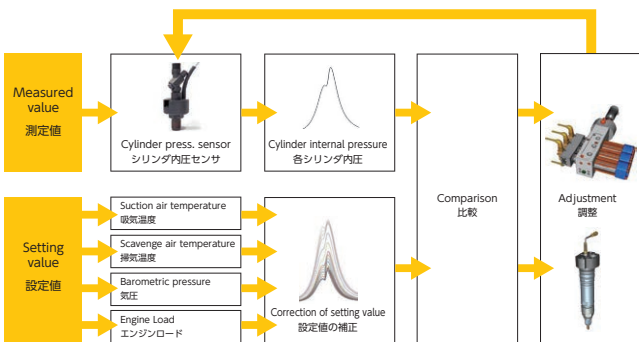 Measured
value
測定値
Cylinder press. sensor
シリンダ内圧センサ
Cylinder internal pressure
各シリンダ内圧
Comparison
比較
Adjustment
調整
Setting
value
設定値
Suction air temperature
吸気温度
Scavenge air temperature
掃気温度
Barometric pressure
気圧
Engine Load
エンジンロード
Correction of setting value
設定値の補正